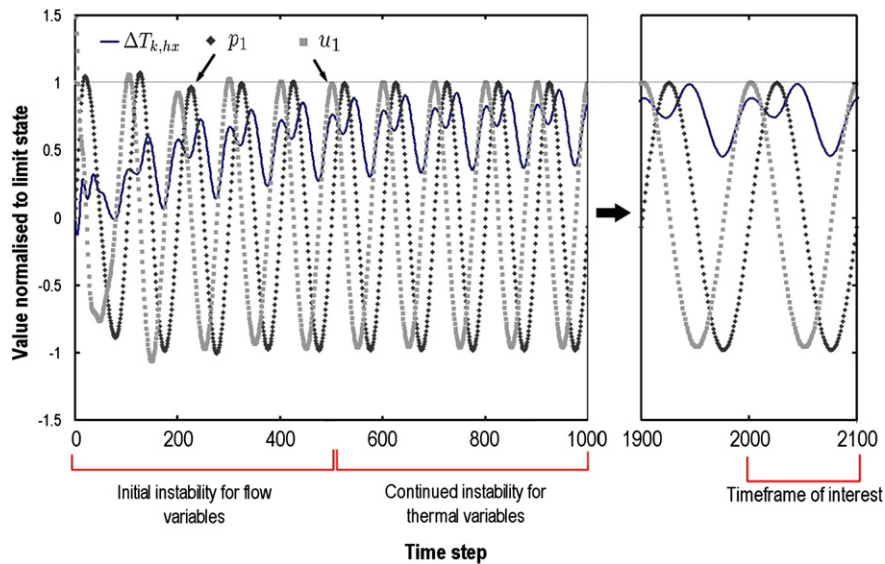 1.5
ΔT_{k,hx} p_1 u_1
1
0.5
0
-0.5
-1
-1.5
Value normalised to limit state
0 200 400 600 800 1000 1900 2000 2100
Initial instability for flow
variables
Continued instability for
thermal variables
Timeframe of interest
Time step